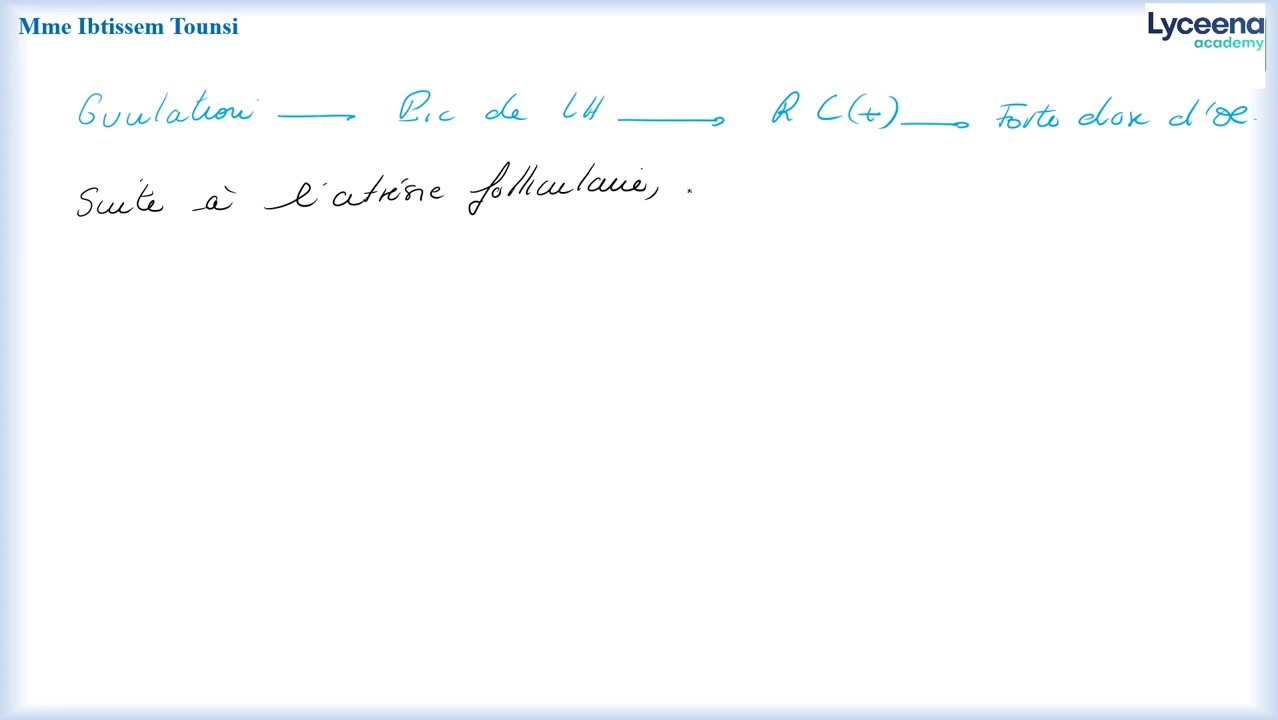 Mme Ibtissem Tounsi
Lyceena
academy
Ovulation → Pic de LH → RC(+) → Forte dose d'œ.
Suite à l'atrésie folliculaire,